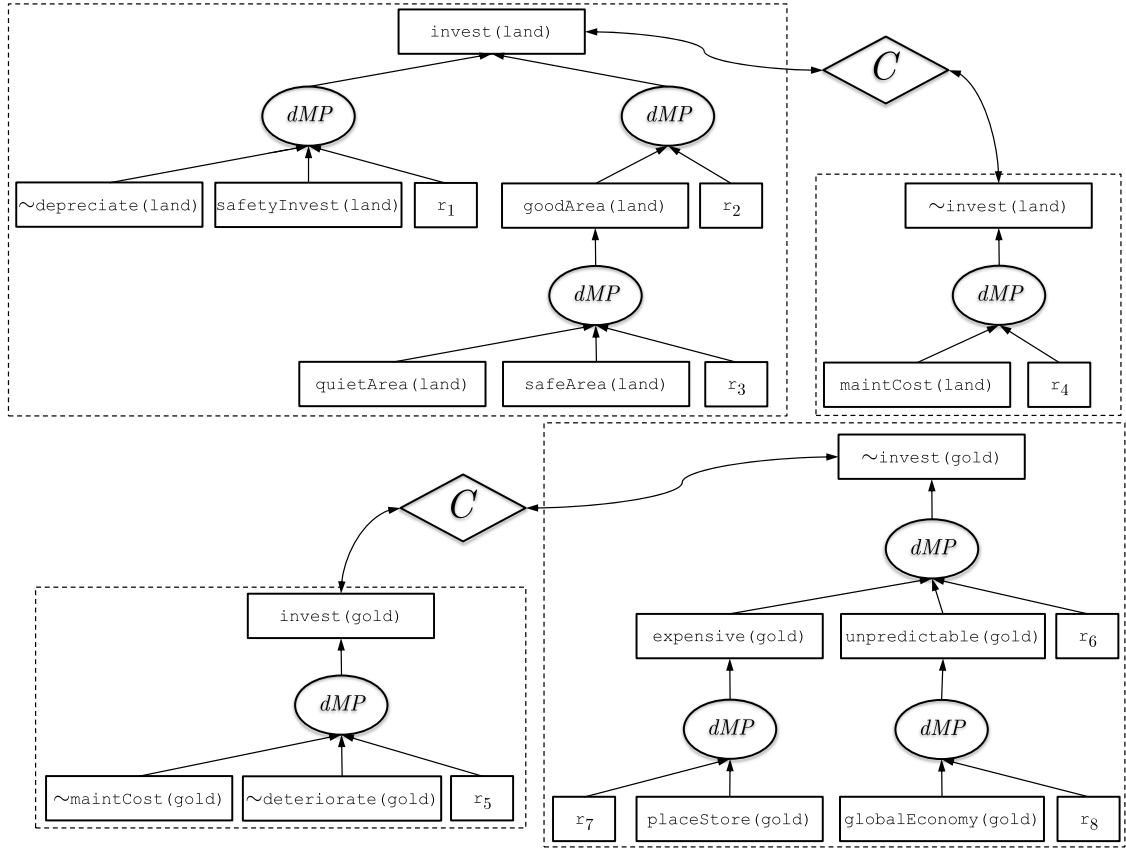 invest(land)
C
dMP
dMP
~depreciate(land)
safetyInvest(land)
r1
goodArea(land)
r2
~invest(land)
dMP
dMP
quietArea(land)
safeArea(land)
r3
maintCost(land)
r4
~invest(gold)
C
dMP
invest(gold)
expensive(gold)
unpredictable(gold)
r6
dMP
dMP
dMP
~maintCost(gold)
~deteriorate(gold)
r5
r7
placeStore(gold)
globalEconomy(gold)
r8